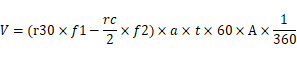 V = (r30 × f1 − rc/2 × f2) × a × t × 60 × A × 1/360